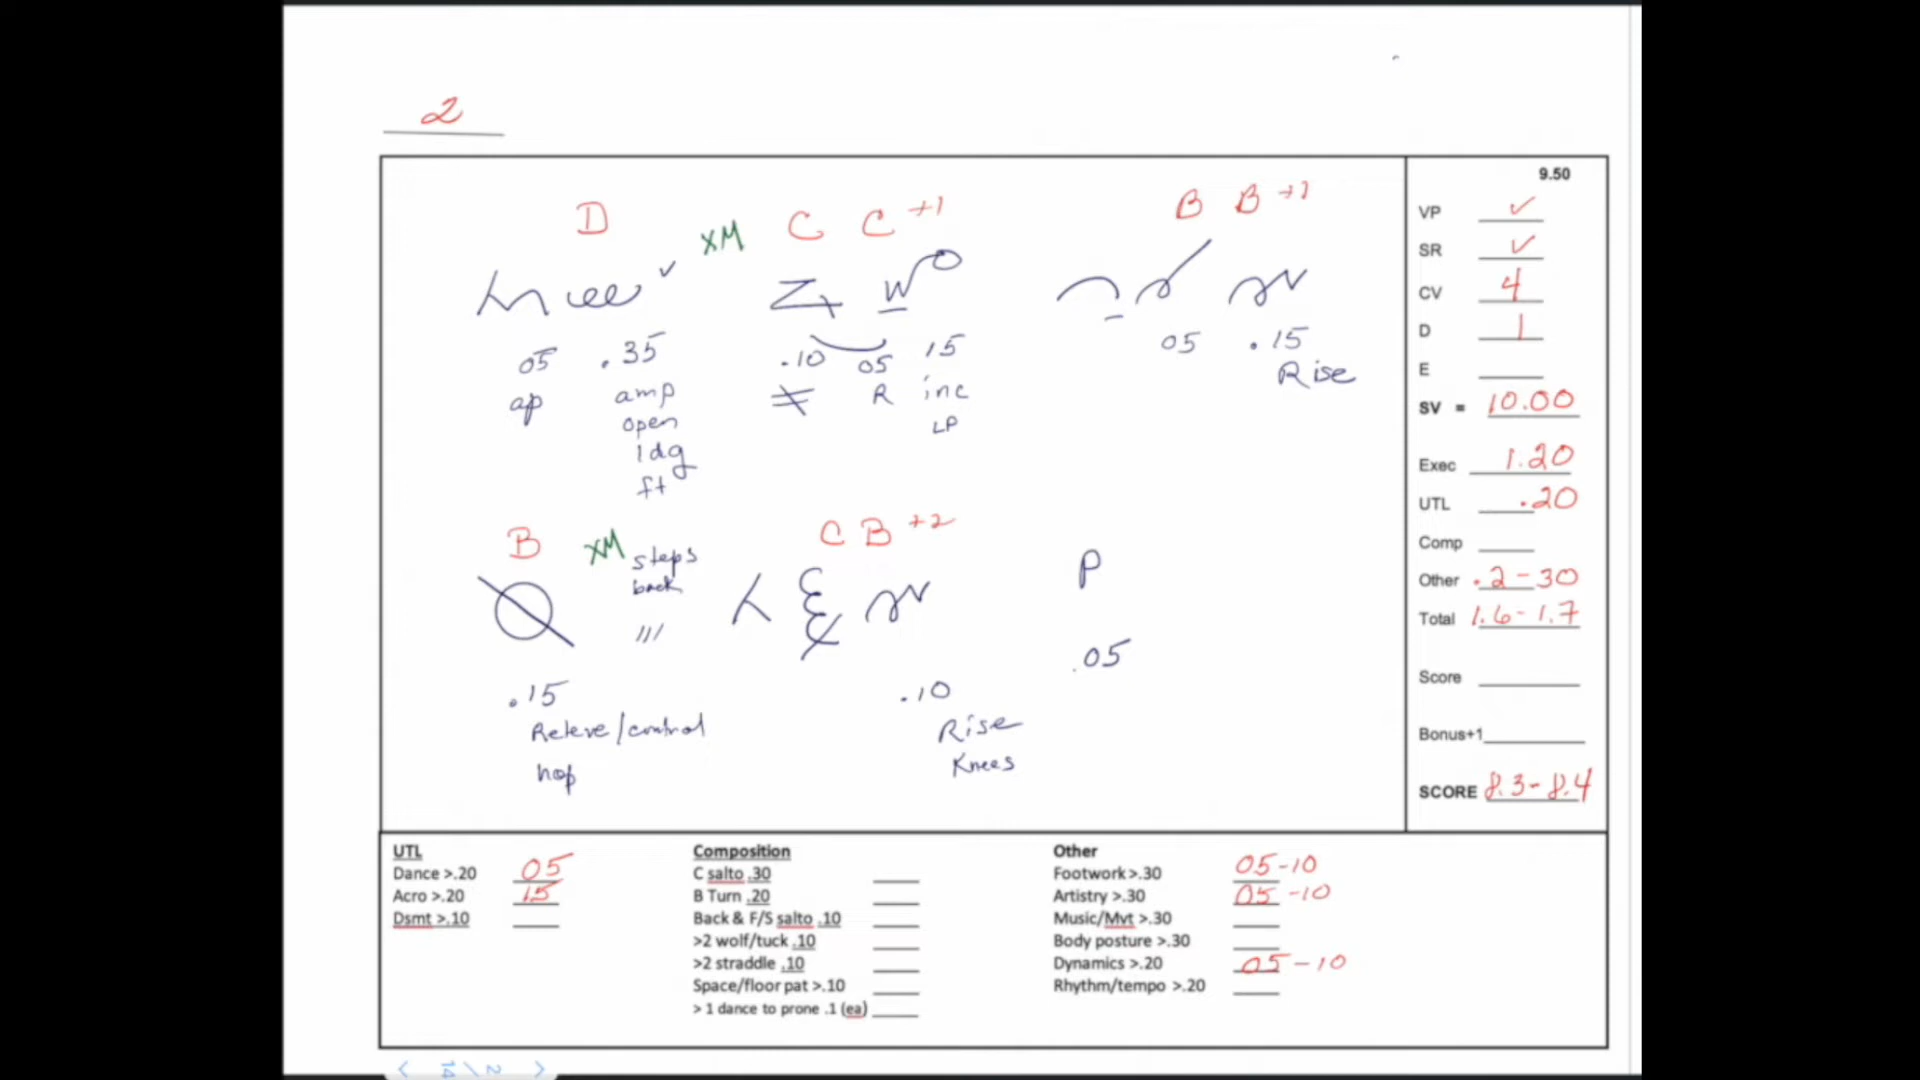 2
9.50
D XM C C +1 B B +1
VP ✓
SR ✓
CV 4
D 1
E
SV = 10.00
05 .35 .10 05 15 05 .15
ap amp R inc Rise
open LP
ldg
ft
Exec 1.20
UTL .20
Comp
Other .2-30
Total 1.6-1.7
Score
Bonus+1
SCORE 8.3-8.4
B XM steps C B +2 P
back
.15 .10 .05
Releve/control Rise
hop Knees
UTL
Dance >.20 05
Acro >.20 15
Dsmt >.10
Composition
C salto .30
B Turn .20
Back & F/S salto .10
>2 wolf/tuck .10
>2 straddle .10
Space/floor pat >.10
> 1 dance to prone .1 (ea)
Other
Footwork >.30 05-10
Artistry >.30 05-10
Music/Mvt >.30
Body posture >.30
Dynamics >.20 05-10
Rhythm/tempo >.20